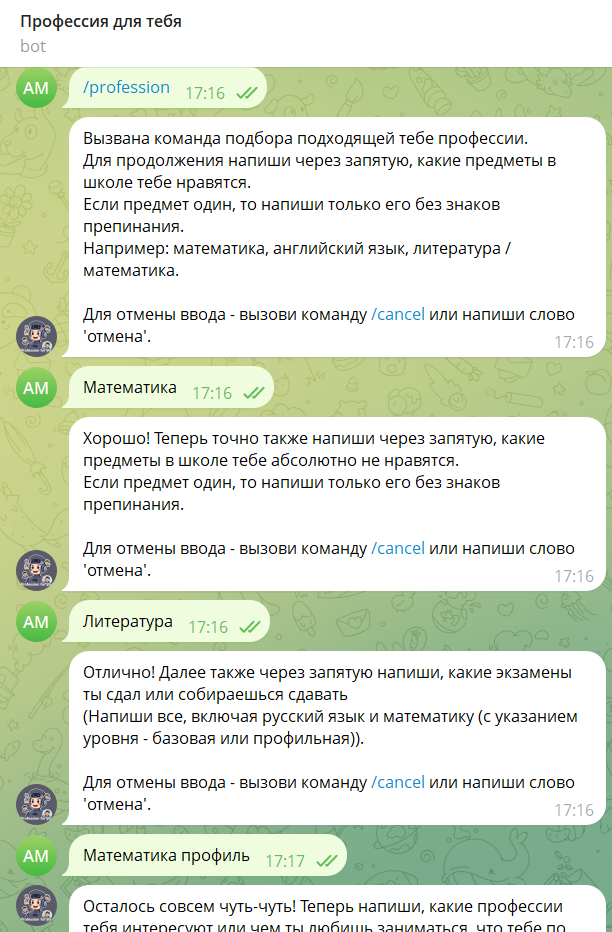 Профессия для тебя
bot
AM
/profession 17:16
Вызвана команда подбора подходящей тебе профессии.
Для продолжения напиши через запятую, какие предметы в
школе тебе нравятся.
Если предмет один, то напиши только его без знаков
препинания.
Например: математика, английский язык, литература /
математика.
Для отмены ввода - вызови команду /cancel или напиши слово
'отмена'.
17:16
AM
Математика 17:16
Хорошо! Теперь точно также напиши через запятую, какие
предметы в школе тебе абсолютно не нравятся.
Если предмет один, то напиши только его без знаков
препинания.
Для отмены ввода - вызови команду /cancel или напиши слово
'отмена'.
17:16
AM
Литература 17:16
Отлично! Далее также через запятую напиши, какие экзамены
ты сдал или собираешься сдавать
(Напиши все, включая русский язык и математику (с указанием
уровня - базовая или профильная)).
Для отмены ввода - вызови команду /cancel или напиши слово
'отмена'.
17:16
AM
Математика профиль 17:17
Осталось совсем чуть-чуть! Теперь напиши, какие профессии
тебя интересуют или чем ты любишь заниматься, что тебе по